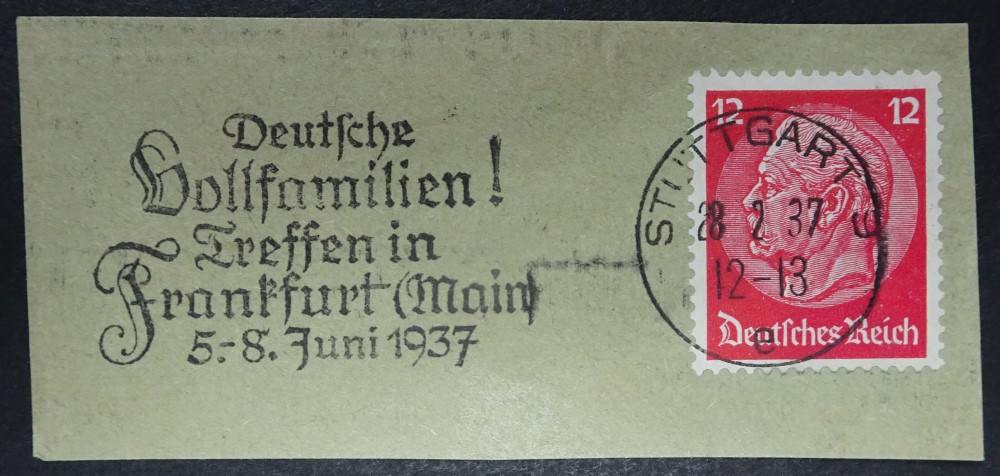 Deutsche
Vollfamilien!
Treffen in
Frankfurt (Main)
5.-8. Juni 1937
12 12
STUTTGART
28 2 37
12-13
Deutsches Reich
e